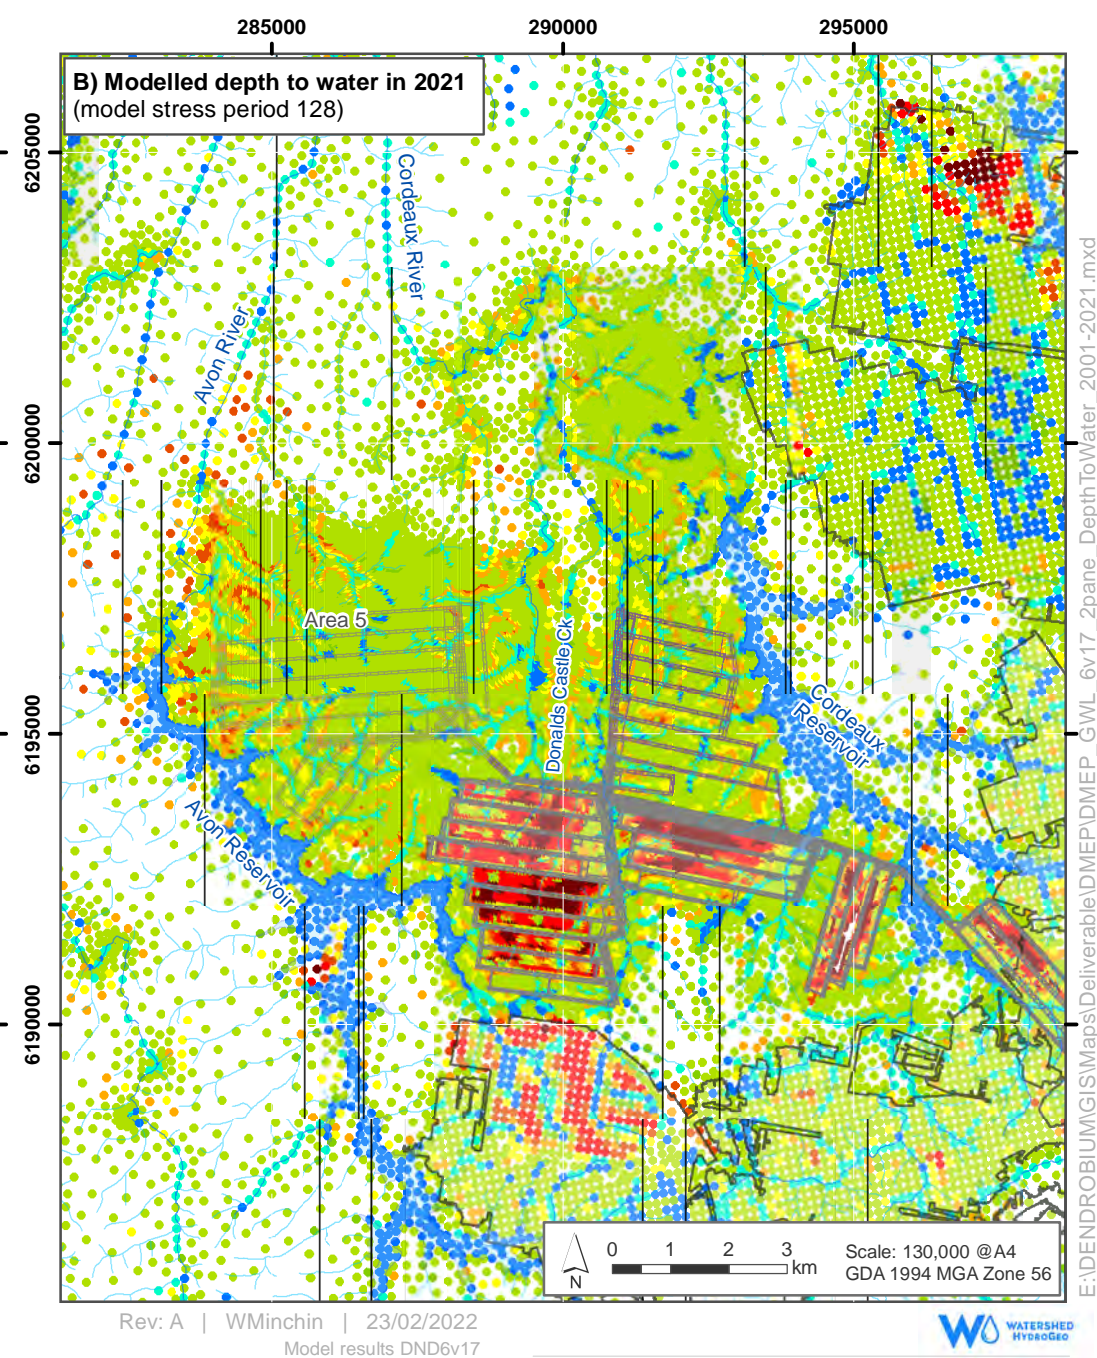 285000 290000 295000
B) Modelled depth to water in 2021
(model stress period 128)
6205000
6200000
6195000
6190000
Cordeaux River
Avon River
Area 5
Donalds Castle Ck
Cordeaux
Reservoir
Avon Reservoir
0 1 2 3
km
N
Scale: 130,000 @A4
GDA 1994 MGA Zone 56
E:\DENDROBIUM\GIS\Maps\Deliverable\DMEP\DMEP_GWL_6v17_2pane_DepthToWater_2001-2021.mxd
Rev: A | WMinchin | 23/02/2022
Model results DND6v17
WATERSHED
HYDROGEO